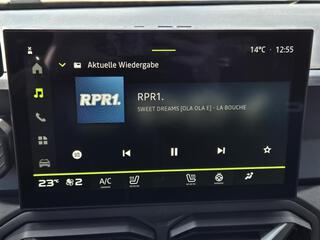 14°C · 12:55
Aktuelle Wiedergabe
RPR1.
RPR1.
SWEET DREAMS [OLA OLA E] - LA BOUCHE
23°C 2 A/C